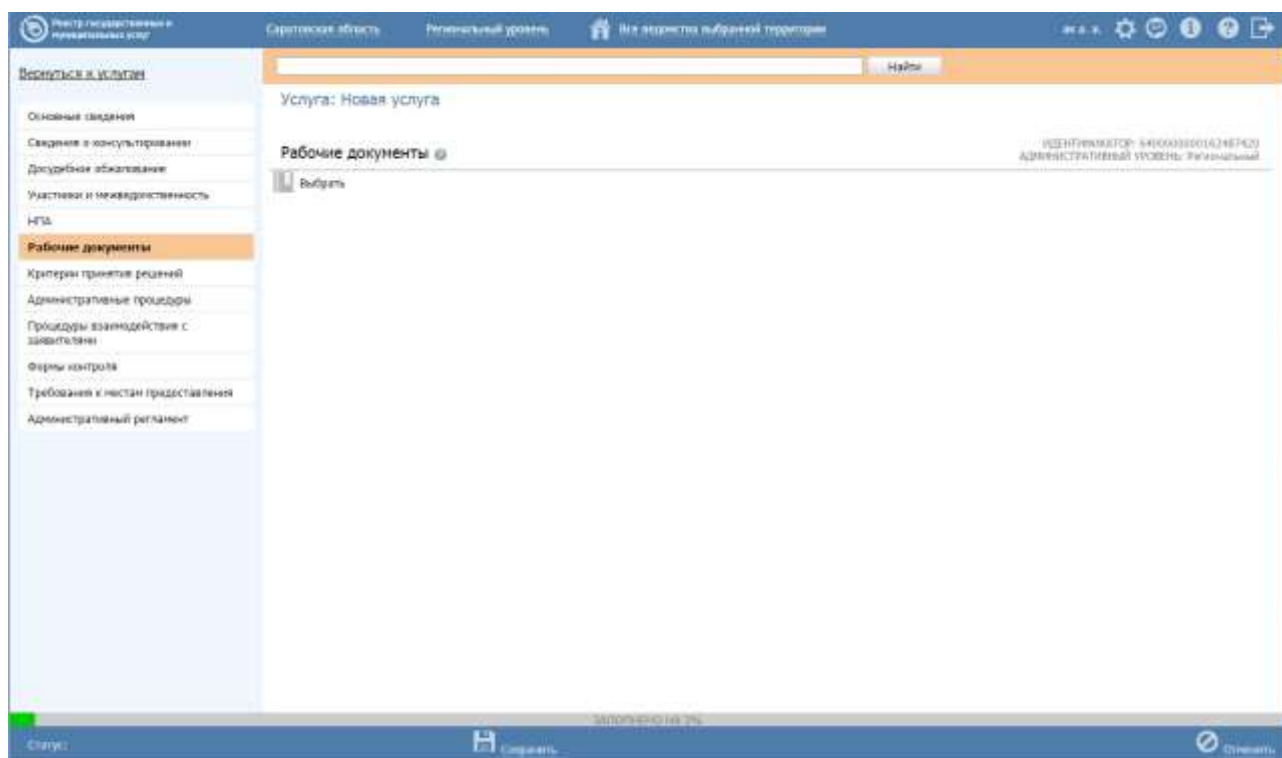 Реестр государственных и
муниципальных услуг
Саратовская область
Региональный уровень
Все ведомства выбранной территории
Вернуться к услугам
Найти
Услуга: Новая услуга
Основные сведения
Сведения о консультировании
Досудебное обжалование
Участники и межведомственность
НПА
Рабочие документы
Критерии принятия решений
Административные процедуры
Процедуры взаимодействия с
заявителями
Формы контроля
Требования к местам предоставления
Административный регламент
Рабочие документы
ИДЕНТИФИКАТОР:
АДМИНИСТРАТИВНЫЙ УРОВЕНЬ: Региональный
Выбрать
ЗАПОЛНЕНО НА 2%
Статус:
Сохранить
Отменить